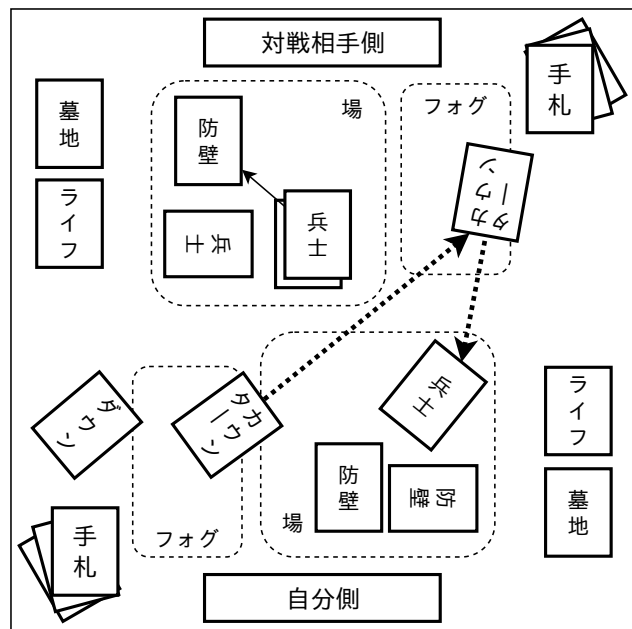 対戦相手側
手札
墓地
ライフ
場
フォグ
防壁
兵士
兵士
カウンター
ダウン
カウンター
兵士
防壁
防壁
場
フォグ
手札
ライフ
墓地
自分側